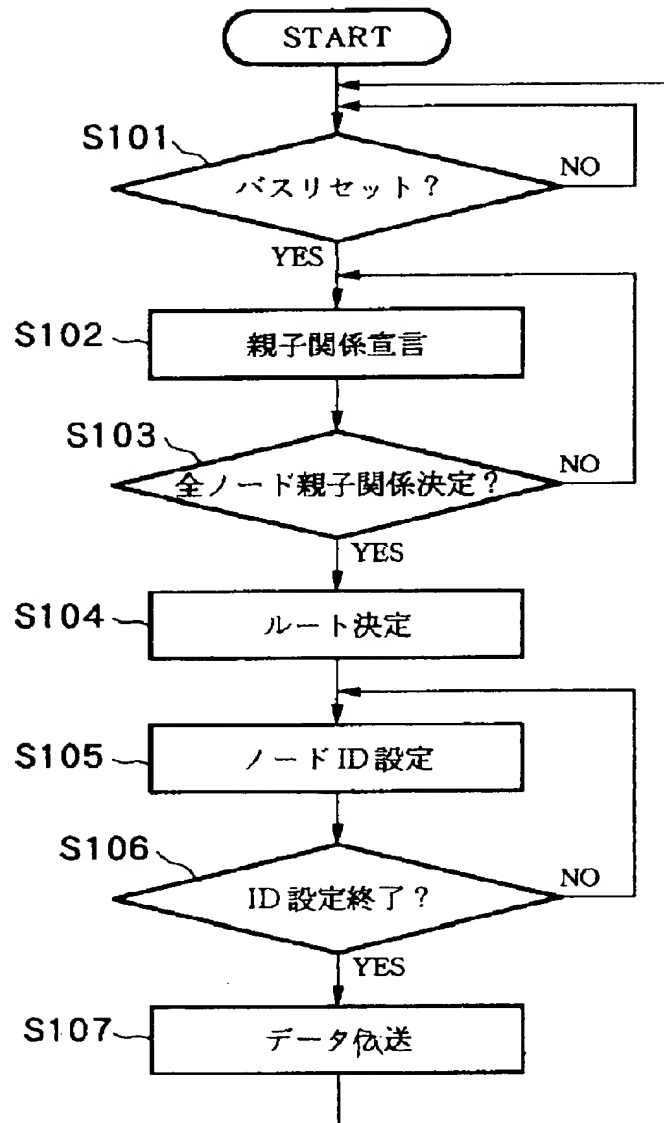 START
S101
バスリセット?
NO
YES
S102
親子関係宣言
S103
全ノード親子関係決定?
NO
YES
S104
ルート決定
S105
ノードID設定
S106
ID設定終了?
NO
YES
S107
データ伝送